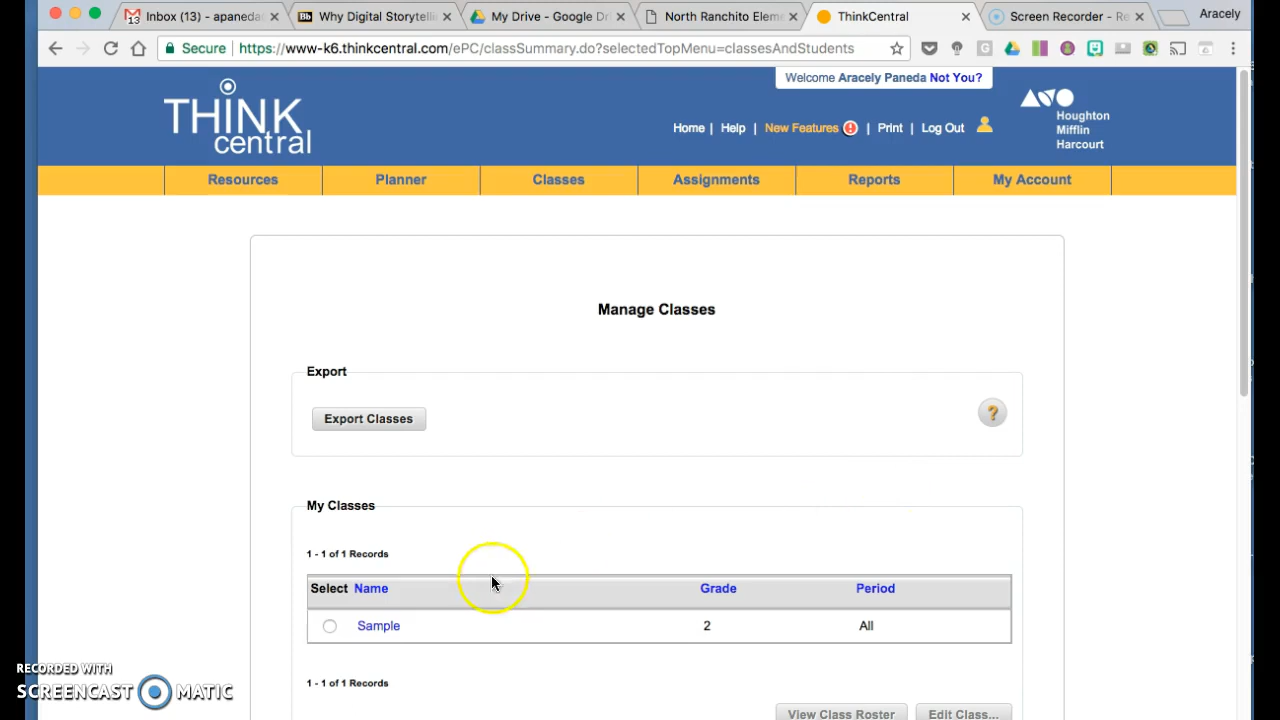 Inbox (13) - apaneda
Why Digital Storytelli
My Drive - Google Dri
North Ranchito Eleme
ThinkCentral
Screen Recorder - Re
Aracely
Secure https://www-k6.thinkcentral.com/ePC/classSummary.do?selectedTopMenu=classesAndStudents
Welcome Aracely Paneda Not You?
THINK
central
Home | Help | New Features | Print | Log Out
Houghton
Mifflin
Harcourt
Resources
Planner
Classes
Assignments
Reports
My Account
Manage Classes
Export
Export Classes
?
My Classes
1 - 1 of 1 Records
Select Name Grade Period
Sample 2 All
1 - 1 of 1 Records
View Class Roster
Edit Class...
RECORDED WITH
SCREENCAST MATIC